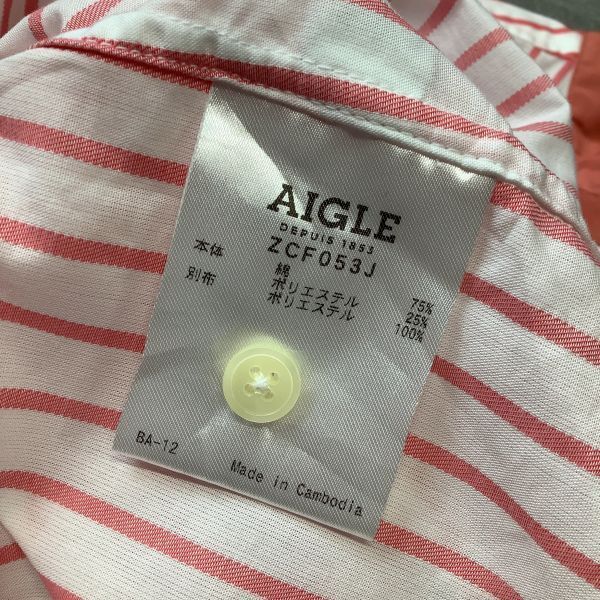 AIGLE
DEPUIS 1853
ZCF053J
本体 綿 75%
ポリエステル 25%
別布 ポリエステル 100%
BA-12
Made in Cambodia